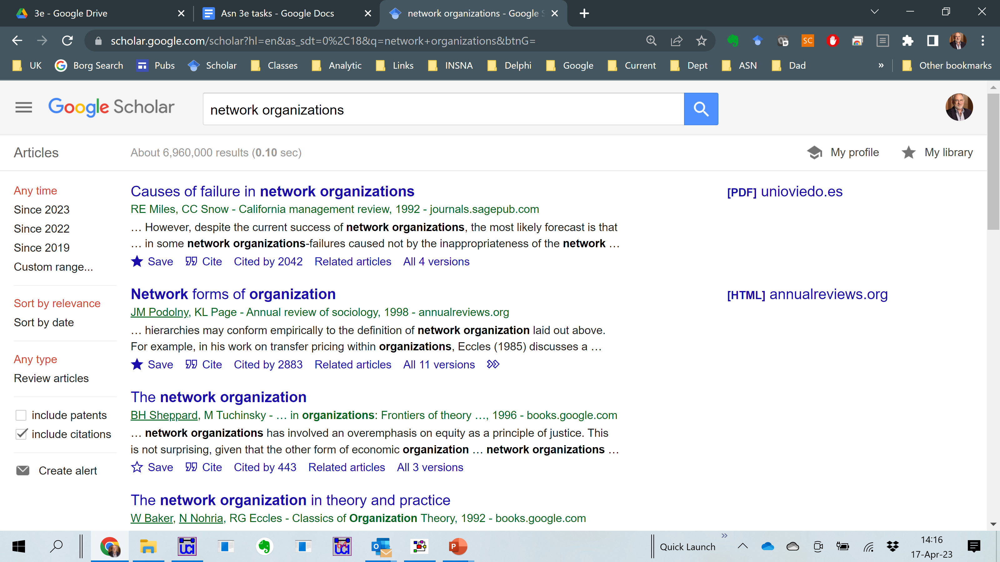 3e - Google Drive
Asn 3e tasks - Google Docs
network organizations - Google S
scholar.google.com/scholar?hl=en&as_sdt=0%2C18&q=network+organizations&btnG=
SC
UK
Borg Search
Pubs
Scholar
Classes
Analytic
Links
INSNA
Delphi
Google
Current
Dept
ASN
Dad
»
Other bookmarks
Google Scholar
network organizations
Articles
About 6,960,000 results (0.10 sec)
My profile
My library
Any time
Since 2023
Since 2022
Since 2019
Custom range...
Sort by relevance
Sort by date
Any type
Review articles
include patents
include citations
Create alert
Causes of failure in network organizations
[PDF] unioviedo.es
RE Miles, CC Snow - California management review, 1992 - journals.sagepub.com
… However, despite the current success of network organizations, the most likely forecast is that
… in some network organizations-failures caused not by the inappropriateness of the network …
Save Cite Cited by 2042 Related articles All 4 versions
Network forms of organization
[HTML] annualreviews.org
JM Podolny, KL Page - Annual review of sociology, 1998 - annualreviews.org
… hierarchies may conform empirically to the definition of network organization laid out above.
For example, in his work on transfer pricing within organizations, Eccles (1985) discusses a …
Save Cite Cited by 2883 Related articles All 11 versions
The network organization
BH Sheppard, M Tuchinsky - … in organizations: Frontiers of theory …, 1996 - books.google.com
… network organizations has involved an overemphasis on equity as a principle of justice. This
is not surprising, given that the other form of economic organization … network organizations …
Save Cite Cited by 443 Related articles All 3 versions
The network organization in theory and practice
W Baker, N Nohria, RG Eccles - Classics of Organization Theory, 1992 - books.google.com
UCI
64
UCI
O
P
Quick Launch
»
14:16
17-Apr-23